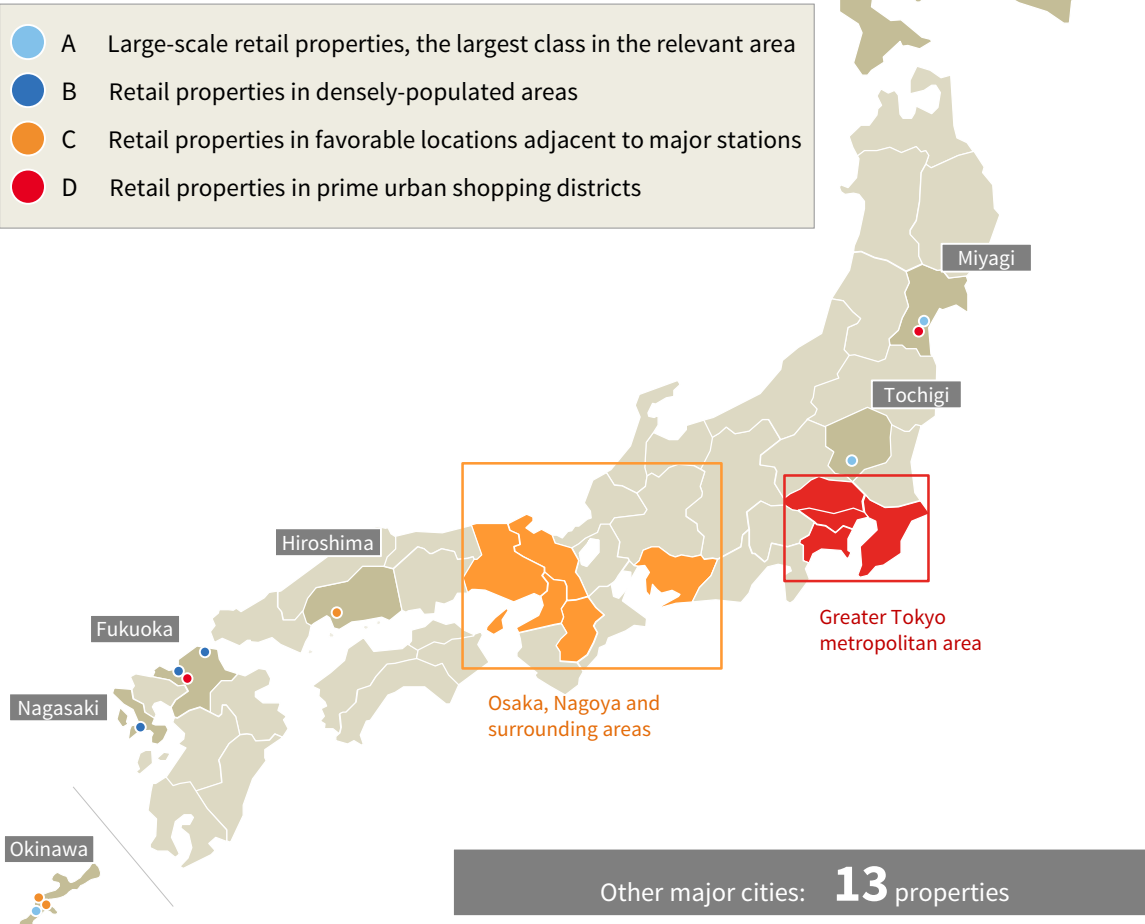 A Large-scale retail properties, the largest class in the relevant area
B Retail properties in densely-populated areas
C Retail properties in favorable locations adjacent to major stations
D Retail properties in prime urban shopping districts
Miyagi
Tochigi
Hiroshima
Fukuoka
Greater Tokyo
metropolitan area
Nagasaki
Osaka, Nagoya and
surrounding areas
Okinawa
Other major cities: 13 properties